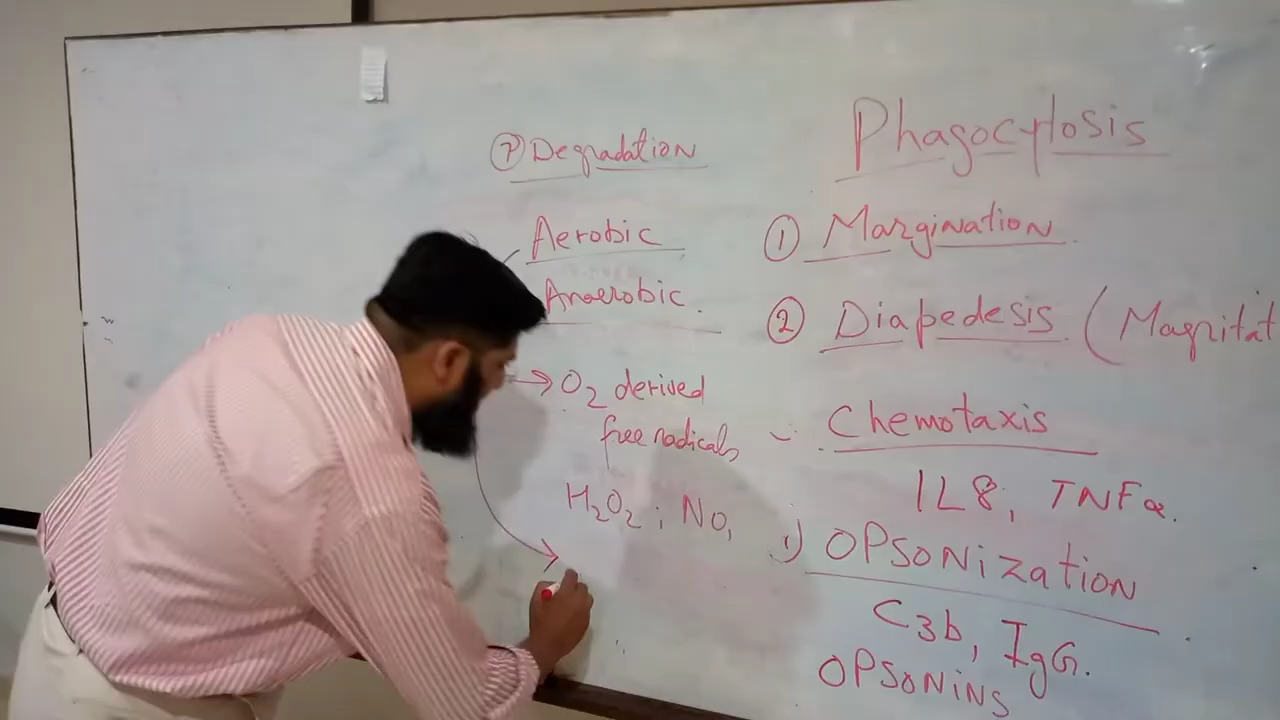 Phagocytosis
① Margination
② Diapedesis (Magritat
Chemotaxis
IL8, TNFα.
OPSONization
C3b, IgG.
OPSONiNS
⑦ Degradation
Aerobic
Anaerobic.
→ O2 derived
free radicals
H2O2, NO,